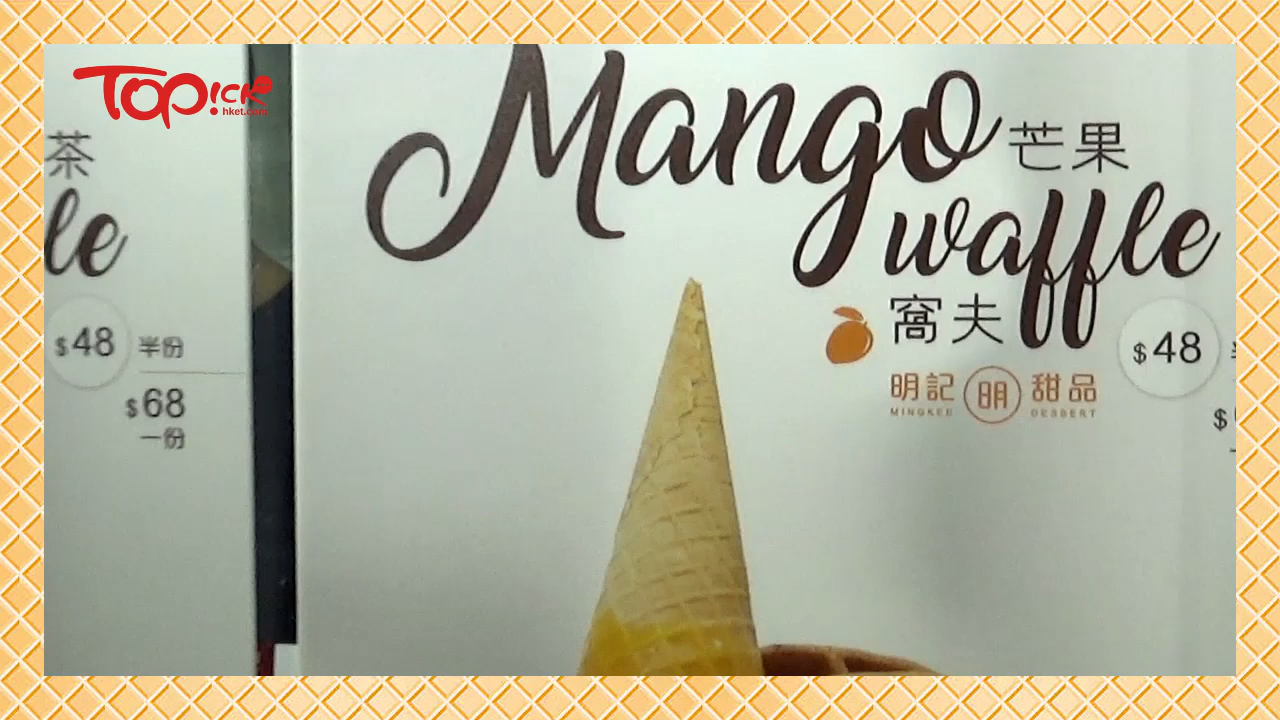 TOPick
hket.com
茶
le
$48 半份
$68
一份
Mango 芒果
waffle
窩夫
$48
明記 明 甜品
MINGKEE DESSERT
$